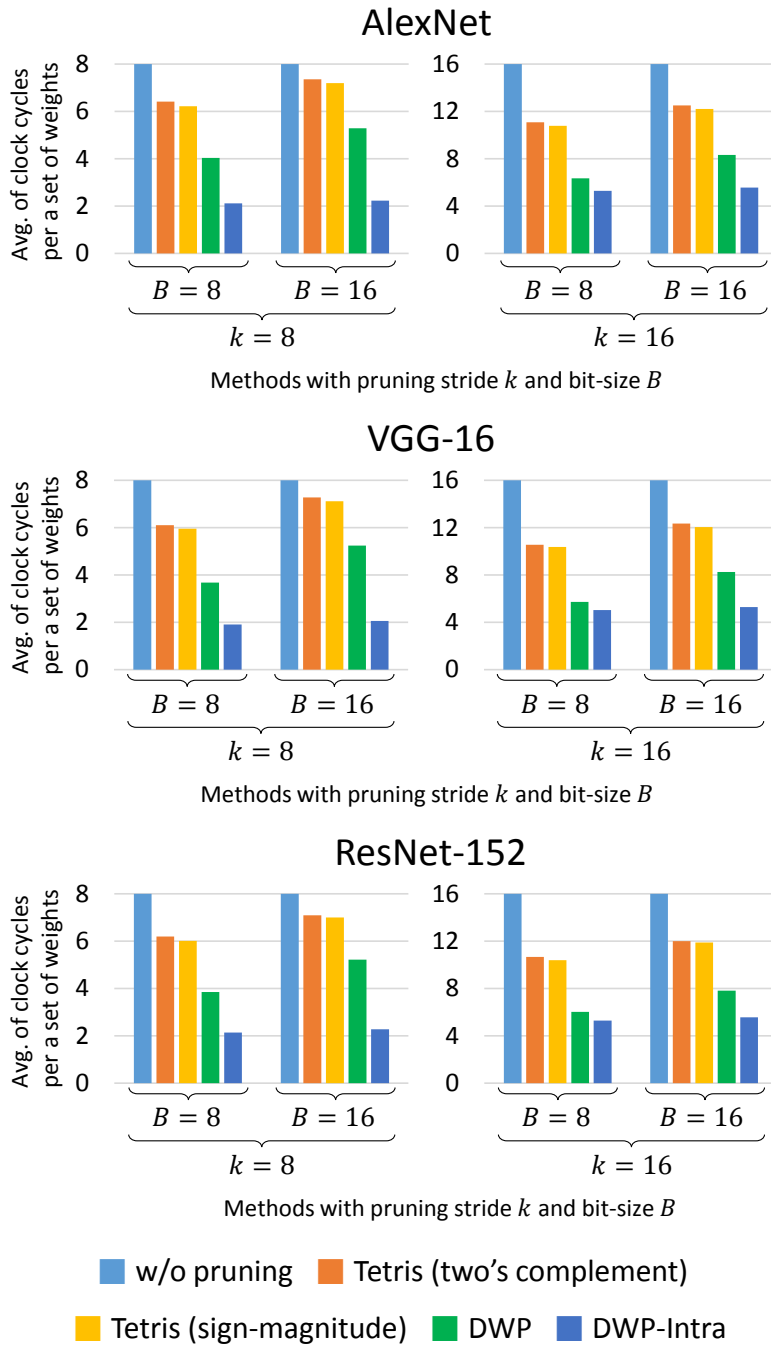 AlexNet
Avg. of clock cycles
per a set of weights
8
6
4
2
0
16
12
8
4
0
B = 8
B = 16
B = 8
B = 16
k = 8
k = 16
Methods with pruning stride k and bit-size B
VGG-16
Avg. of clock cycles
per a set of weights
8
6
4
2
0
16
12
8
4
0
B = 8
B = 16
B = 8
B = 16
k = 8
k = 16
Methods with pruning stride k and bit-size B
ResNet-152
Avg. of clock cycles
per a set of weights
8
6
4
2
0
16
12
8
4
0
B = 8
B = 16
B = 8
B = 16
k = 8
k = 16
Methods with pruning stride k and bit-size B
w/o pruning
Tetris (two's complement)
Tetris (sign-magnitude)
DWP
DWP-Intra